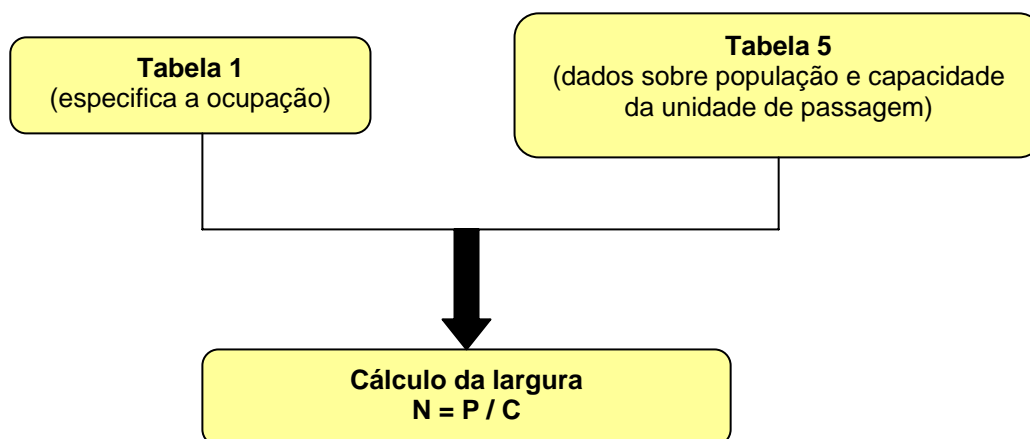 Tabela 1
(especifica a ocupação)
Tabela 5
(dados sobre população e capacidade
da unidade de passagem)
Cálculo da largura
N = P / C